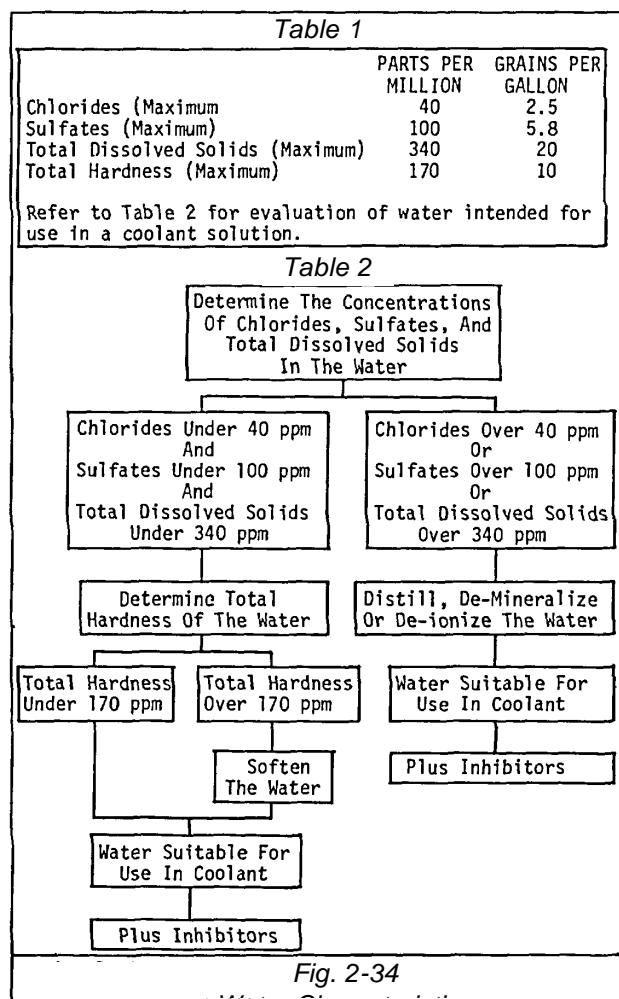 Table 1
PARTS PER GRAINS PER
MILLION GALLON
Chlorides (Maximum 40 2.5
Sulfates (Maximum) 100 5.8
Total Dissolved Solids (Maximum) 340 20
Total Hardness (Maximum) 170 10
Refer to Table 2 for evaluation of water intended for
use in a coolant solution.
Table 2
Determine The Concentrations
Of Chlorides, Sulfates, And
Total Dissolved Solids
In The Water
Chlorides Under 40 ppm
And
Sulfates Under 100 ppm
And
Total Dissolved Solids
Under 340 ppm
Chlorides Over 40 ppm
Or
Sulfates Over 100 ppm
Or
Total Dissolved Solids
Over 340 ppm
Determine Total
Hardness Of The Water
Distill, De-Mineralize
Or De-ionize The Water
Total Hardness
Under 170 ppm
Total Hardness
Over 170 ppm
Water Suitable For
Use In Coolant
Soften
The Water
Plus Inhibitors
Water Suitable For
Use In Coolant
Plus Inhibitors
Fig. 2-34